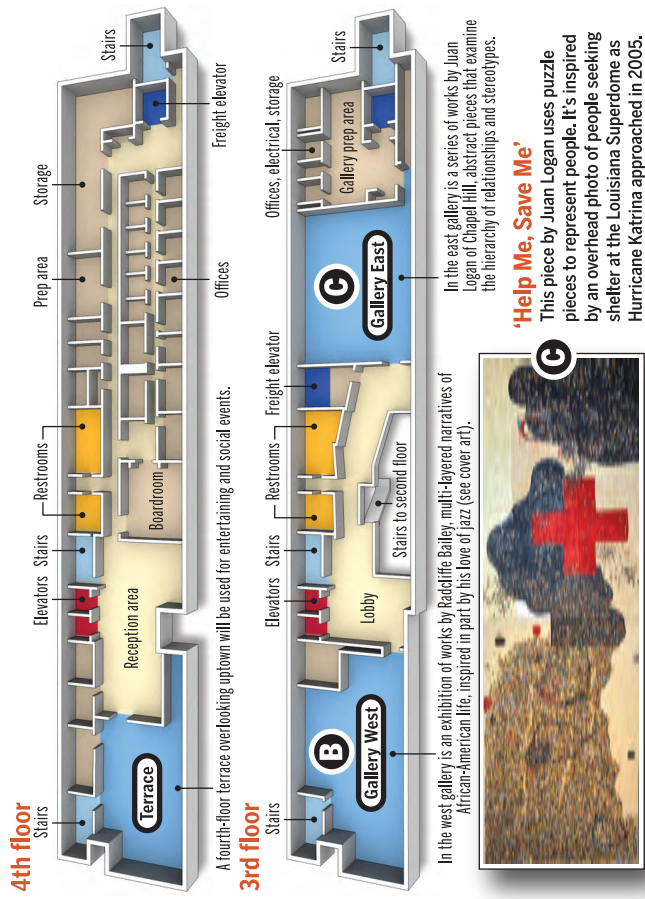 4th floor
Stairs
Elevators
Stairs
Restrooms
Prep area
Storage
Stairs
Terrace
Reception area
Boardroom
Offices
Freight elevator
A fourth-floor terrace overlooking uptown will be used for entertaining and social events.
3rd floor
Stairs
Elevators
Stairs
Restrooms
Freight elevator
Offices, electrical, storage
Stairs
B
Gallery West
Lobby
Stairs to second floor
C
Gallery East
Gallery prep area
In the west gallery is an exhibition of works by Radcliffe Bailey, multi-layered narratives of
African-American life, inspired in part by his love of jazz (see cover art).
In the east gallery is a series of works by Juan
Logan of Chapel Hill, abstract pieces that examine
the hierarchy of relationships and stereotypes.
C
'Help Me, Save Me'
This piece by Juan Logan uses puzzle
pieces to represent people. It's inspired
by an overhead photo of people seeking
shelter at the Louisiana Superdome as
Hurricane Katrina approached in 2005.